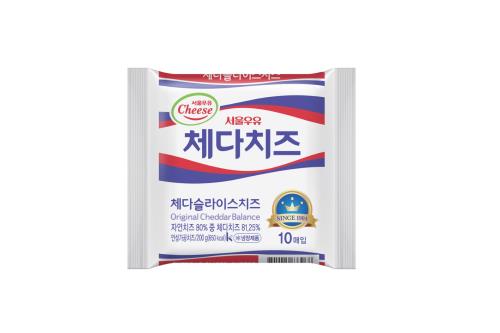 체다슬라이스치즈
서울우유
Cheese
서울우유
체다치즈
체다슬라이스치즈
Original Cheddar Balance
자연치즈 80% 중 체다치즈 81.25%
SINCE 1994
10매입